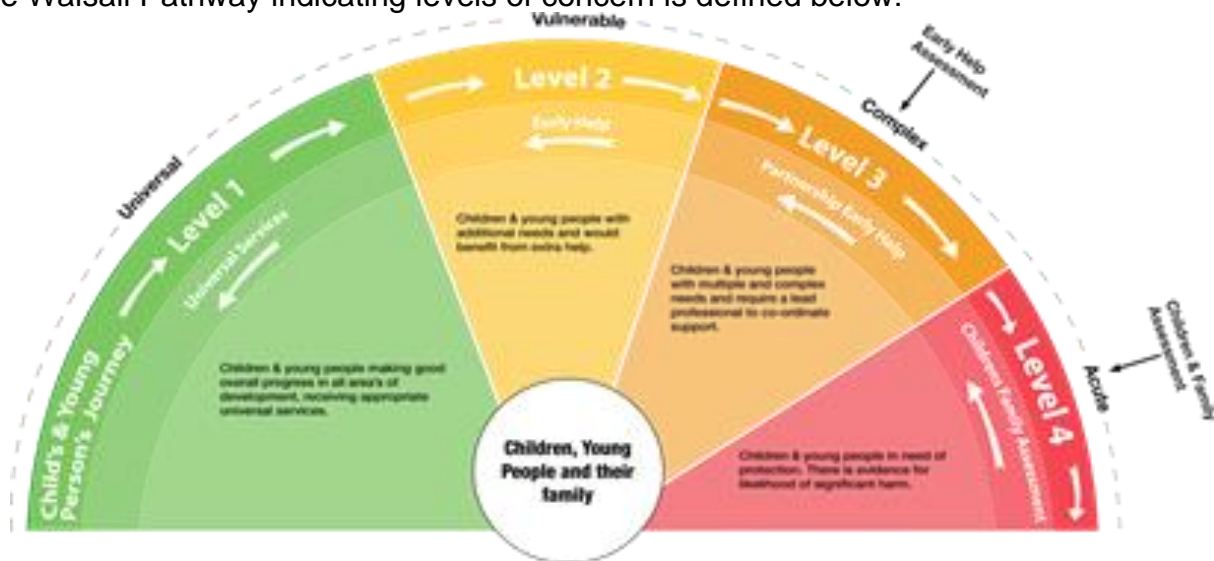 e Walsall Pathway indicating levels of concern is defined below.
Vulnerable
Early Help
Assessment
Complex
Universal
Level 2
Early Help
Level 1
Universal Services
Level 3
Partnership Early Help
Children & young people with
additional needs and would
benefit from extra help.
Children & young people
with multiple and complex
needs and require a lead
professional to co-ordinate
support.
Children & Family
Assessment
Acute
Level 4
Childrens Family Assessment
Child's & Young
Person's Journey
Children & young people making good
overall progress in all area's of
development, receiving appropriate
universal services.
Children, Young
People and their
family
Children & young people in need of
protection. There is evidence for
likelihood of significant harm.